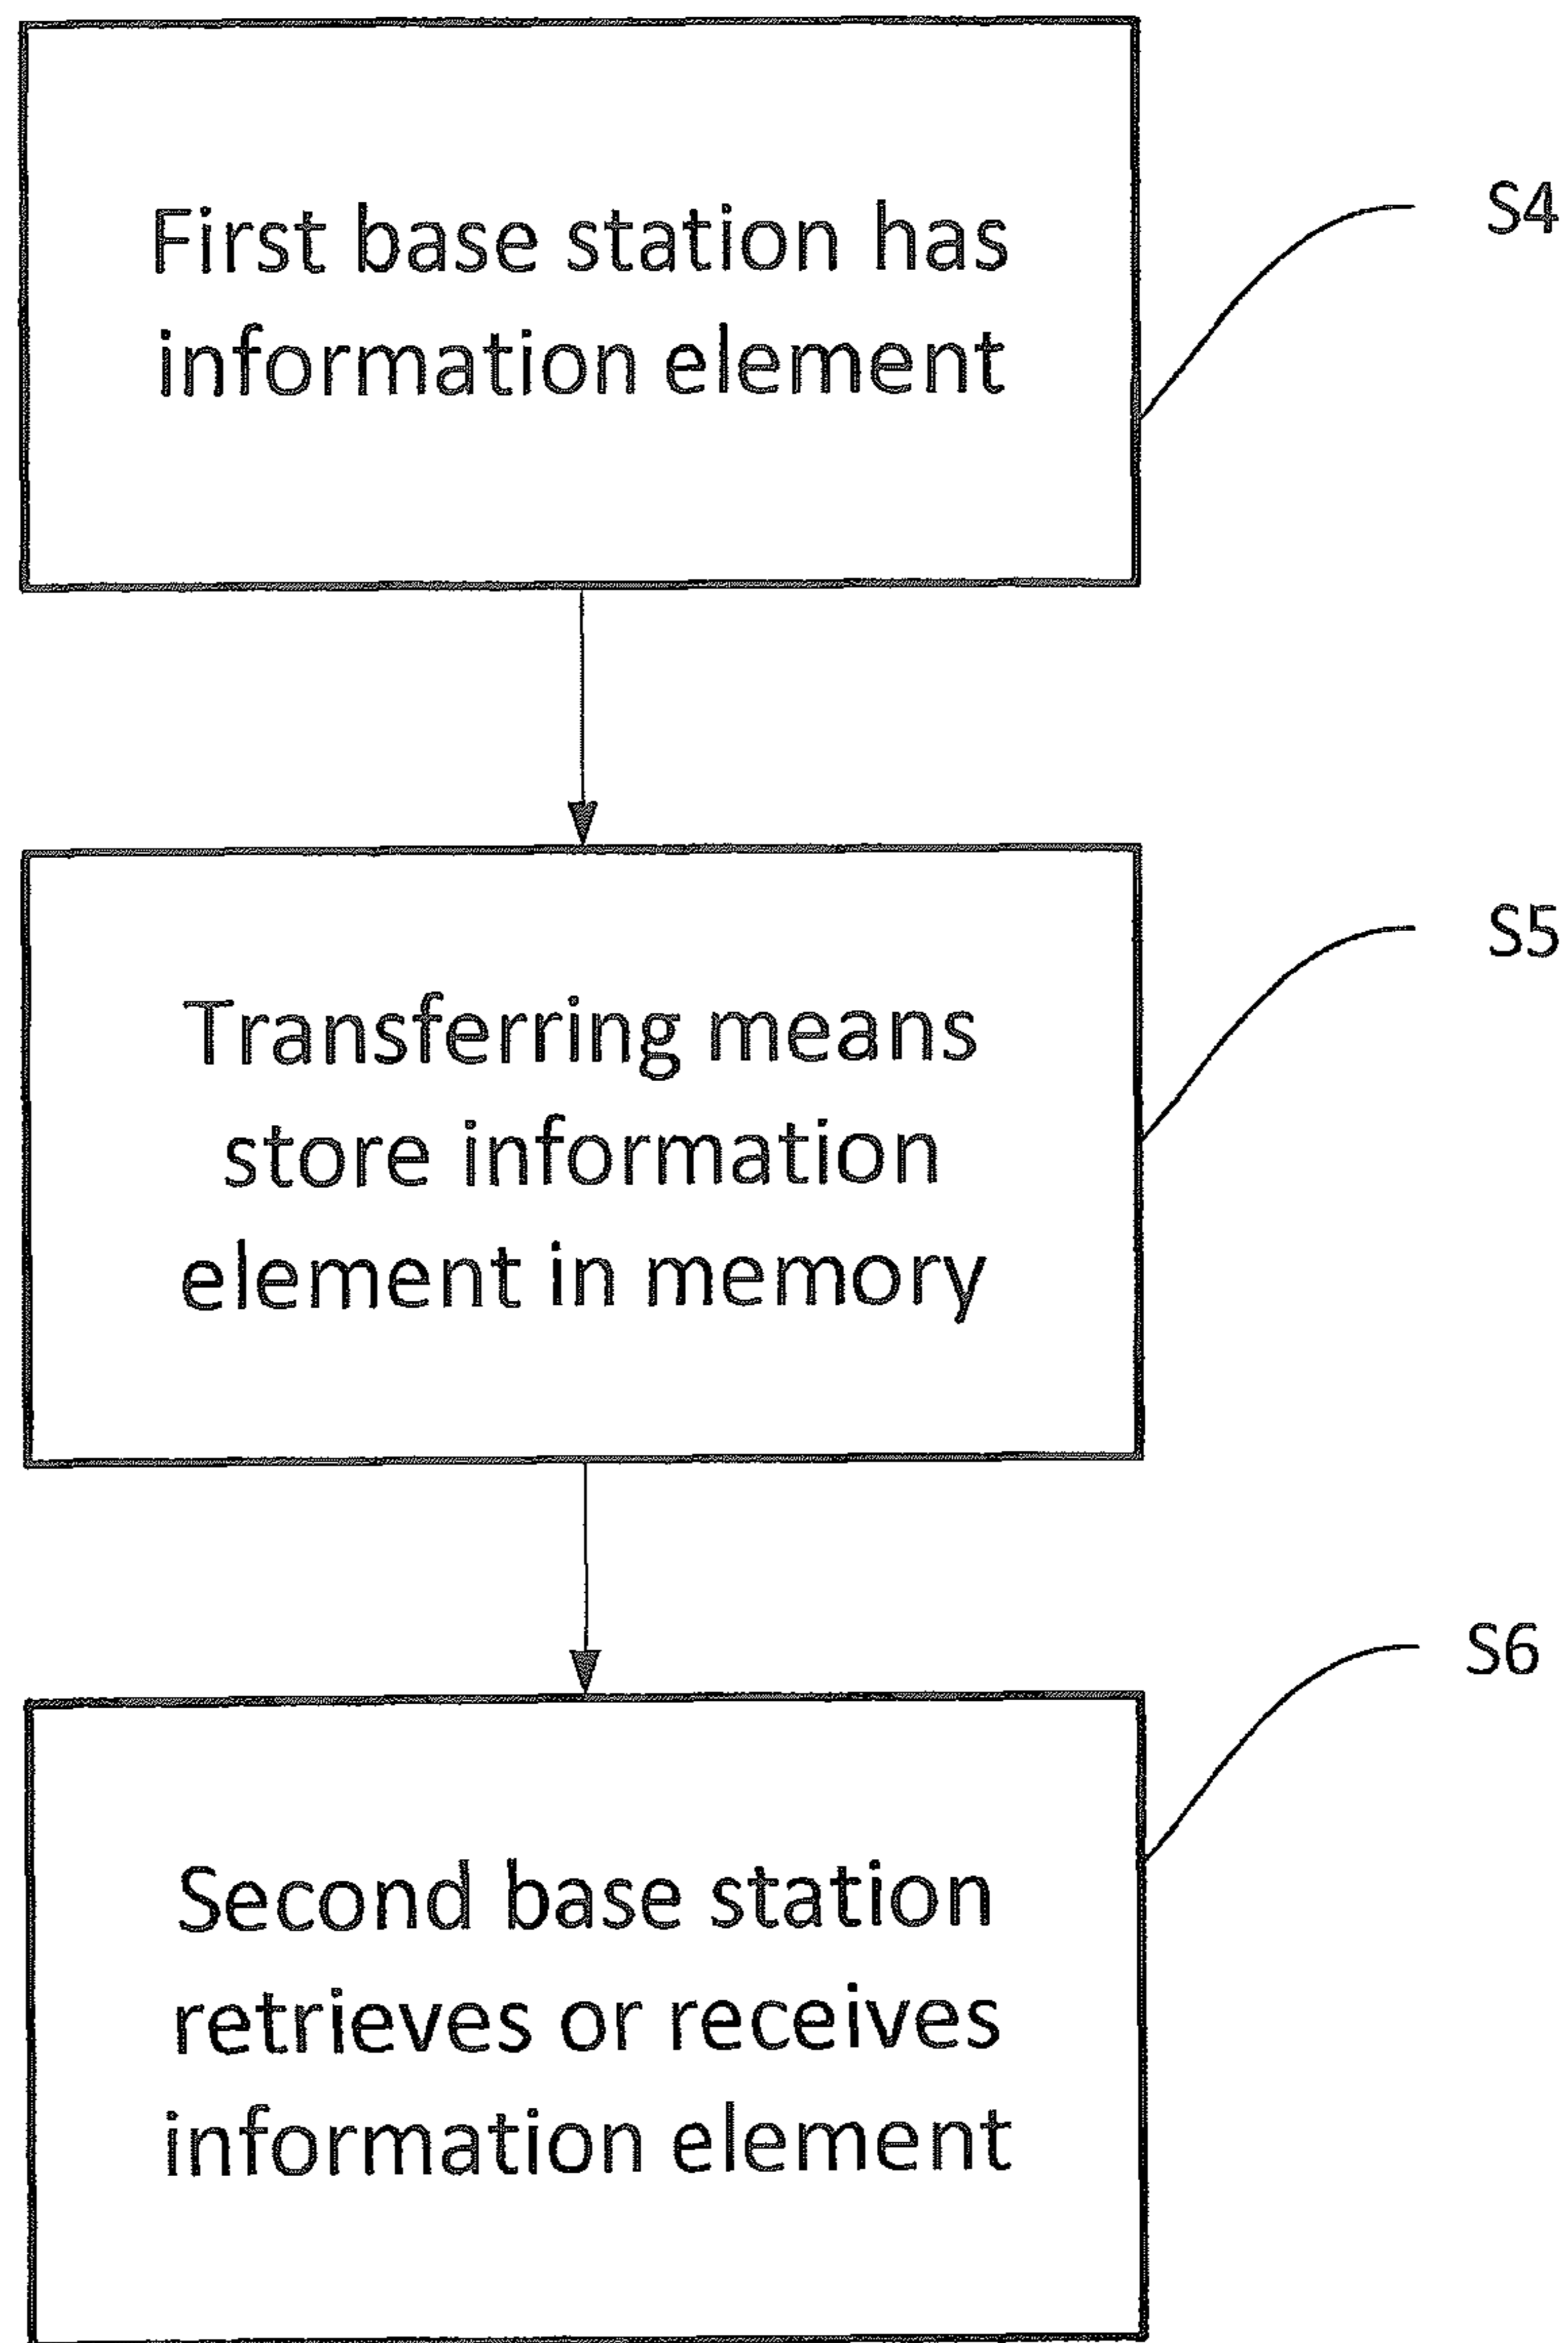 First base station has
information element
S4
Transferring means
store information
element in memory
S5
Second base station
retrieves or receives
information element
S6